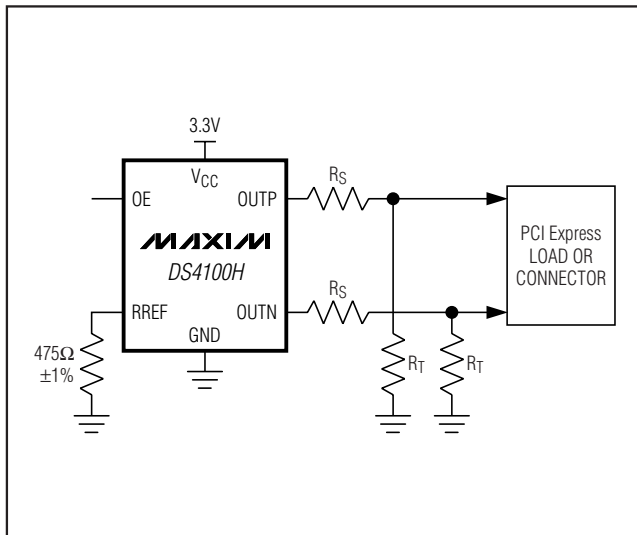 3.3V
VCC
OE
OUTP
RS
MAXIM
DS4100H
PCI Express
LOAD OR
CONNECTOR
RREF
OUTN
RS
GND
475Ω
±1%
RT
RT